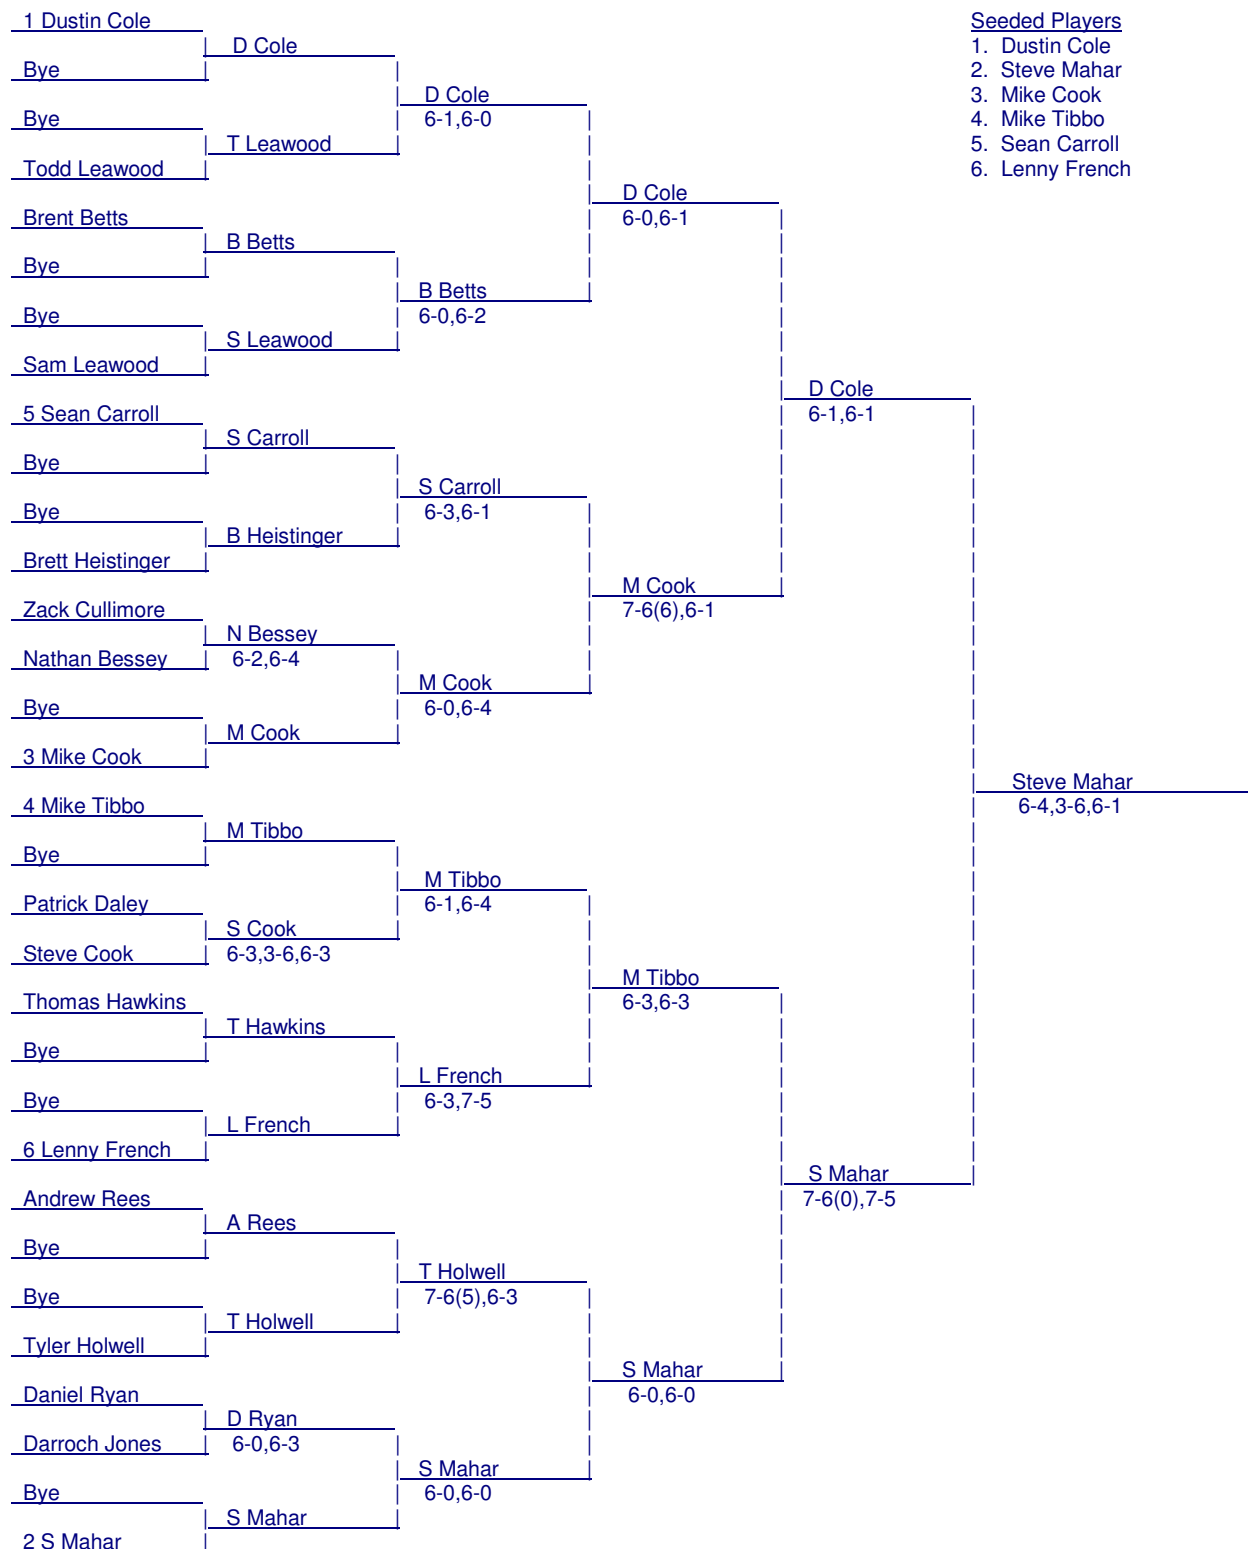 1 Dustin Cole
Seeded Players
D Cole
1. Dustin Cole
Bye
2. Steve Mahar
D Cole
3. Mike Cook
6-1,6-0
Bye
4. Mike Tibbo
T Leawood
5. Sean Carroll
Todd Leawood
6. Lenny French
D Cole
Brent Betts
6-0,6-1
B Betts
Bye
B Betts
Bye
6-0,6-2
S Leawood
Sam Leawood
D Cole
5 Sean Carroll
6-1,6-1
S Carroll
Bye
S Carroll
Bye
6-3,6-1
B Heistinger
Brett Heistinger
M Cook
Zack Cullimore
7-6(6),6-1
N Bessey
Nathan Bessey
6-2,6-4
M Cook
Bye
6-0,6-4
M Cook
3 Mike Cook
Steve Mahar
4 Mike Tibbo
6-4,3-6,6-1
M Tibbo
Bye
M Tibbo
Patrick Daley
6-1,6-4
S Cook
Steve Cook
6-3,3-6,6-3
M Tibbo
Thomas Hawkins
6-3,6-3
T Hawkins
Bye
L French
Bye
6-3,7-5
L French
6 Lenny French
S Mahar
Andrew Rees
7-6(0),7-5
A Rees
Bye
T Holwell
Bye
7-6(5),6-3
T Holwell
Tyler Holwell
S Mahar
Daniel Ryan
6-0,6-0
D Ryan
Darroch Jones
6-0,6-3
S Mahar
Bye
6-0,6-0
S Mahar
2 S Mahar